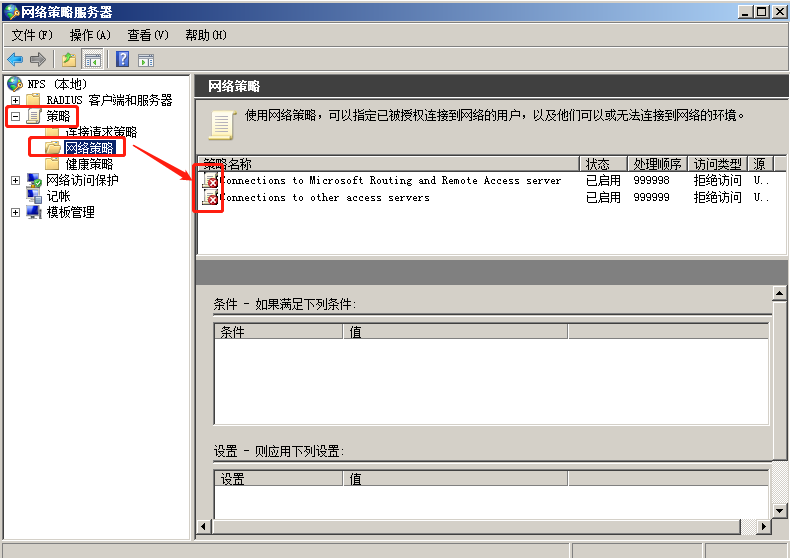 网络策略服务器
文件(F) 操作(A) 查看(V) 帮助(H)
NPS (本地)
RADIUS 客户端和服务器
策略
连接请求策略
网络策略
健康策略
网络访问保护
记帐
模板管理
网络策略
使用网络策略，可以指定已被授权连接到网络的用户，以及他们可以或无法连接到网络的环境。
策略名称 状态 处理顺序 访问类型 源
Connections to Microsoft Routing and Remote Access server 已启用 999998 拒绝访问 U..
Connections to other access servers 已启用 999999 拒绝访问 U..
条件 - 如果满足下列条件:
条件 值
设置 - 则应用下列设置:
设置 值